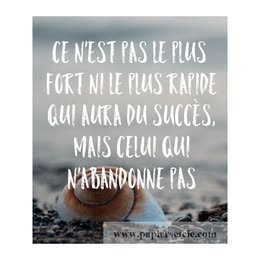 CE N'EST PAS LE PLUS
FORT NI LE PLUS RAPIDE
QUI AURA DU SUCCÈS,
MAIS CELUI QUI
N'ABANDONNE PAS
www.papiersetcie.com